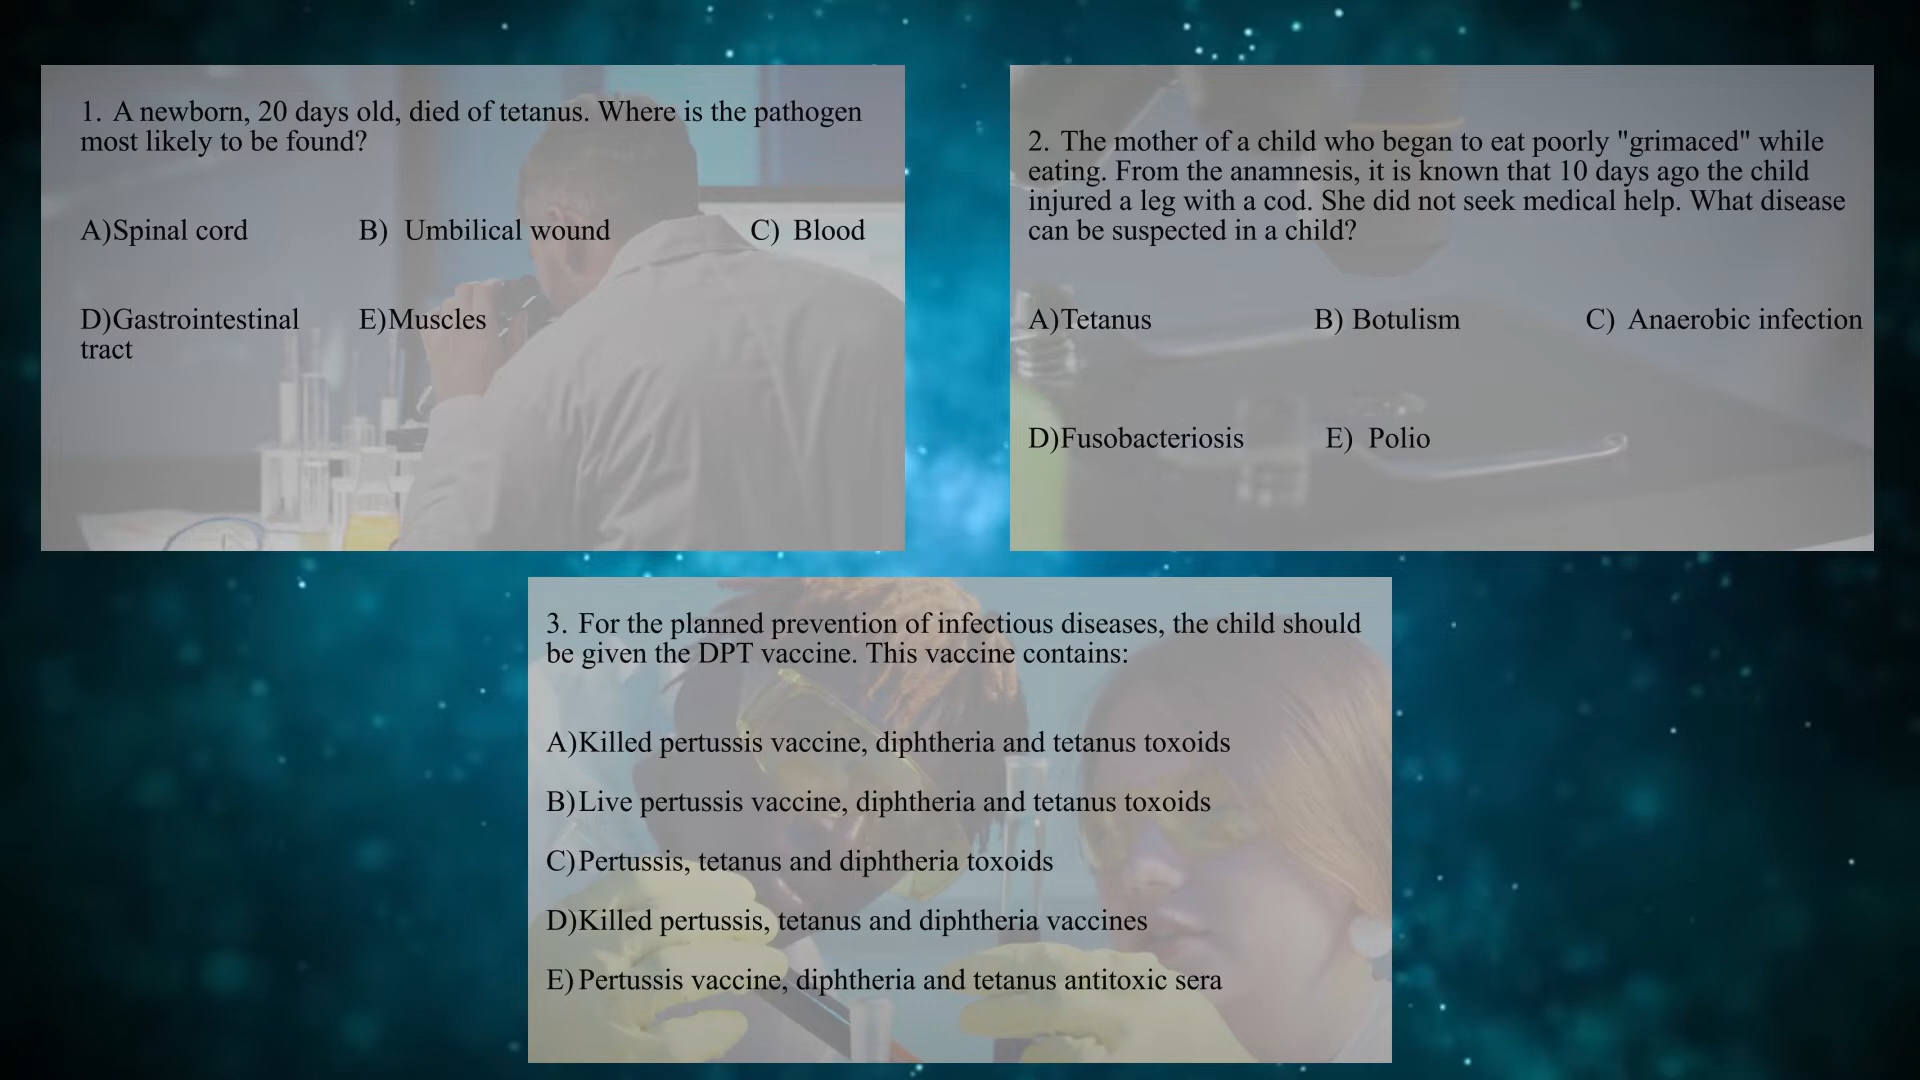 1. A newborn, 20 days old, died of tetanus. Where is the pathogen
most likely to be found?
A)Spinal cord B) Umbilical wound C) Blood
D)Gastrointestinal E)Muscles
tract
2. The mother of a child who began to eat poorly "grimaced" while
eating. From the anamnesis, it is known that 10 days ago the child
injured a leg with a cod. She did not seek medical help. What disease
can be suspected in a child?
A)Tetanus B) Botulism C) Anaerobic infection
D)Fusobacteriosis E) Polio
3. For the planned prevention of infectious diseases, the child should
be given the DPT vaccine. This vaccine contains:
A)Killed pertussis vaccine, diphtheria and tetanus toxoids
B)Live pertussis vaccine, diphtheria and tetanus toxoids
C)Pertussis, tetanus and diphtheria toxoids
D)Killed pertussis, tetanus and diphtheria vaccines
E)Pertussis vaccine, diphtheria and tetanus antitoxic sera